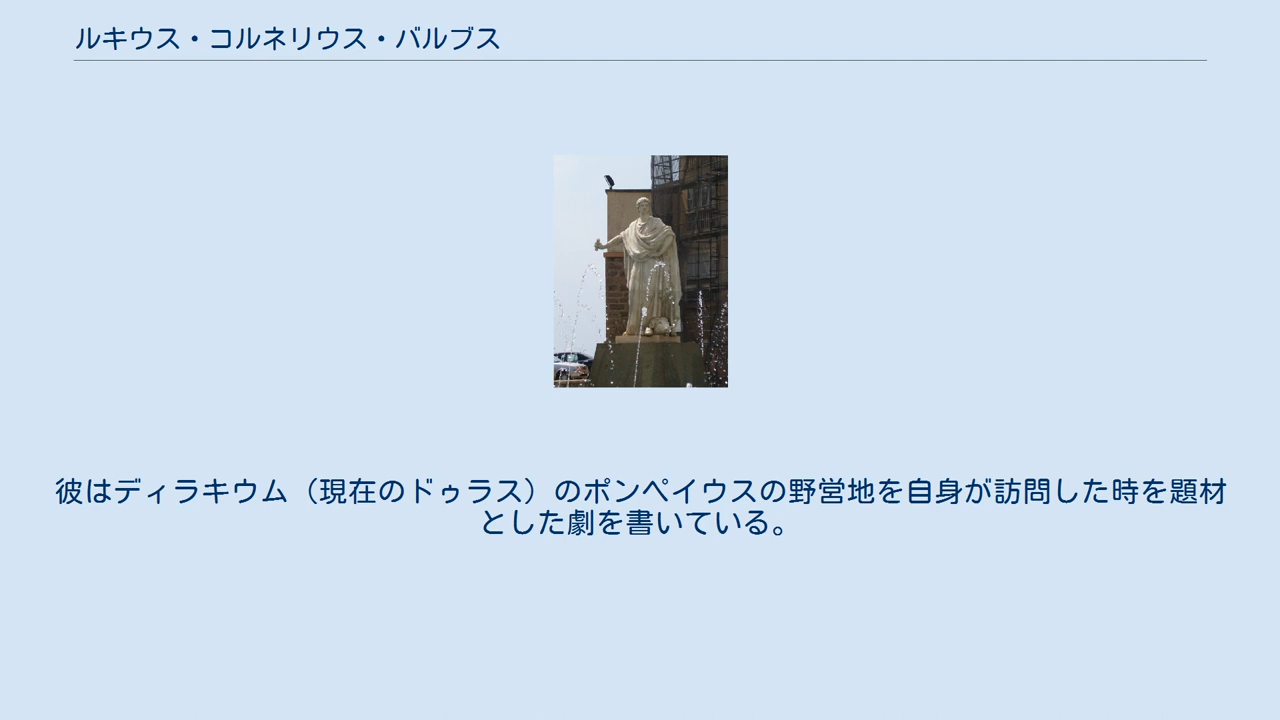 ルキウス・コルネリウス・バルブス
彼はディラキウム（現在のドゥラス）のポンペイウスの野営地を自身が訪問した時を題材
とした劇を書いている。